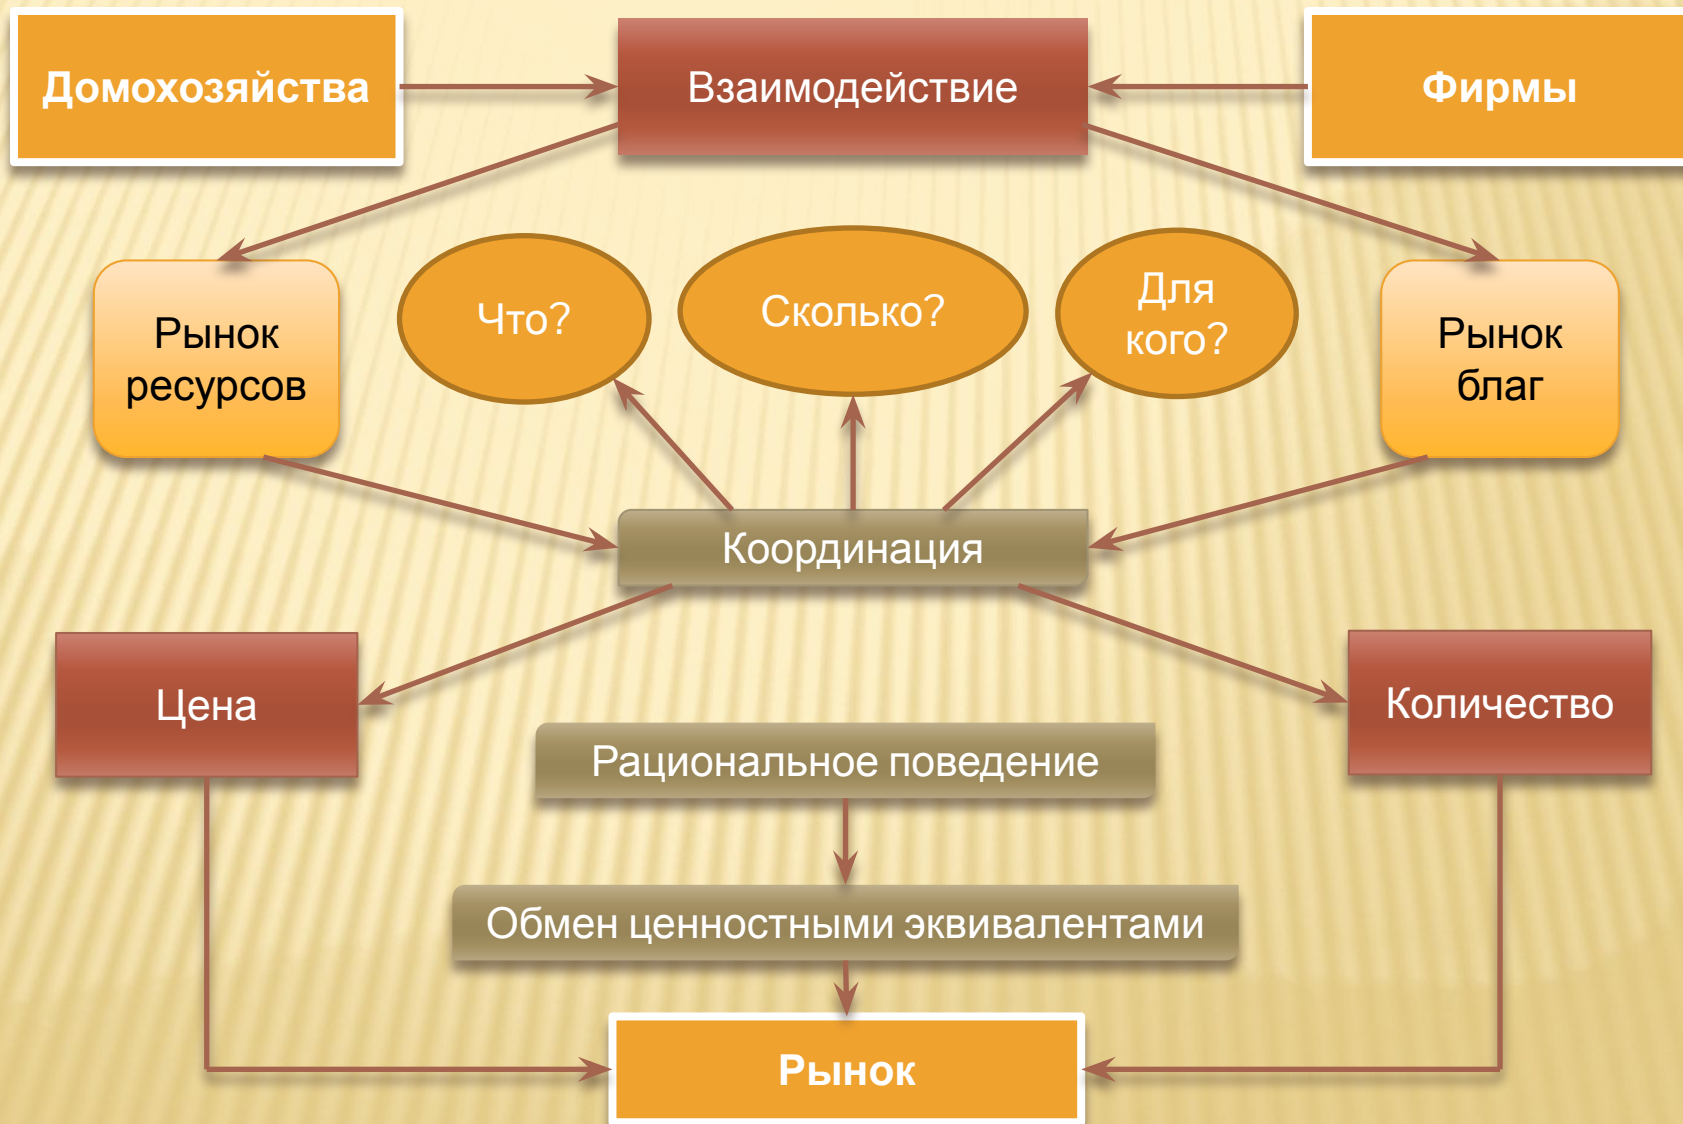 Домохозяйства
Взаимодействие
Фирмы
Что?
Сколько?
Для
кого?
Рынок
ресурсов
Рынок
благ
Координация
Цена
Количество
Рациональное поведение
Обмен ценностными эквивалентами
Рынок